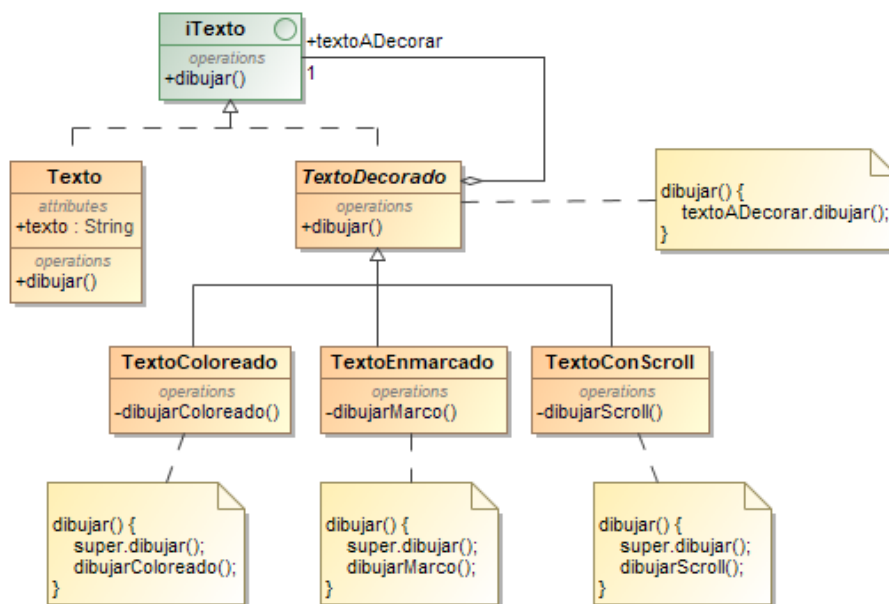 iTexto
operations
+dibujar()
+textoADecorar
1
Texto
attributes
+texto : String
operations
+dibujar()
TextoDecorado
operations
+dibujar()
dibujar() {
textoADecorar.dibujar();
}
TextoColoreado
operations
-dibujarColoreado()
TextoEnmarcado
operations
-dibujarMarco()
TextoConScroll
operations
-dibujarScroll()
dibujar() {
super.dibujar();
dibujarColoreado();
}
dibujar() {
super.dibujar();
dibujarMarco();
}
dibujar() {
super.dibujar();
dibujarScroll();
}